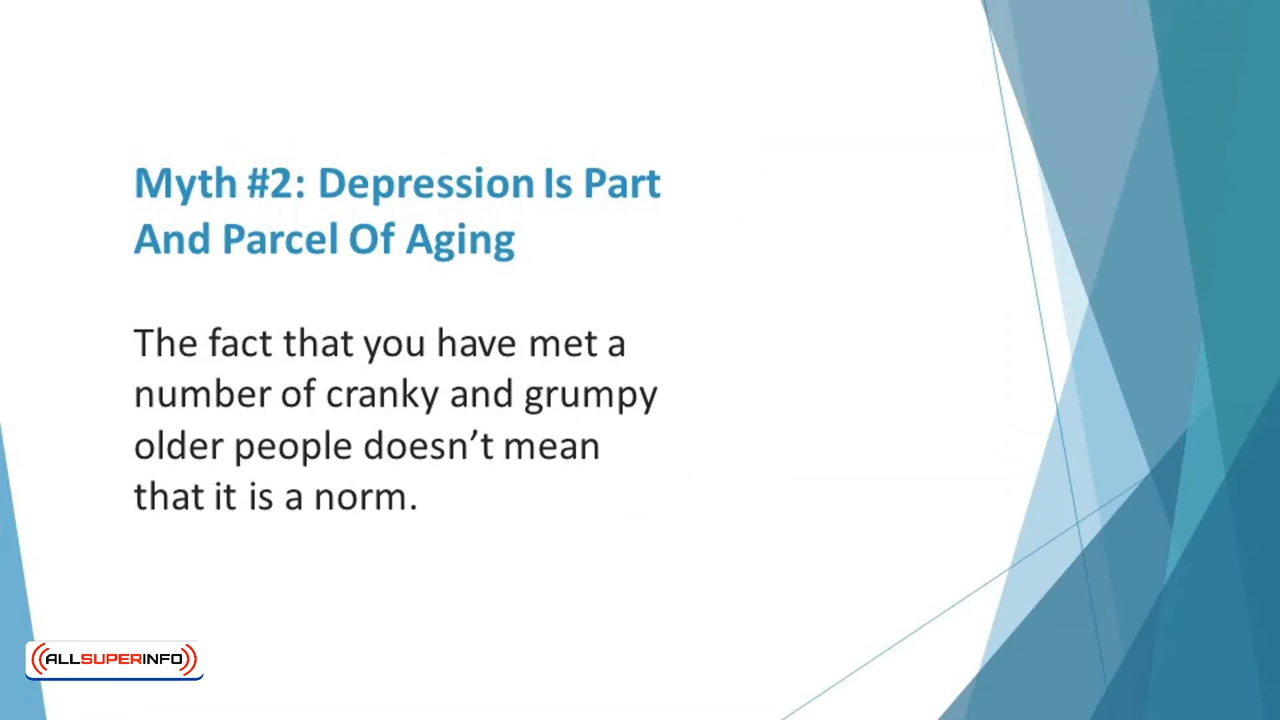 Myth #2: Depression Is Part
And Parcel Of Aging
The fact that you have met a
number of cranky and grumpy
older people doesn’t mean
that it is a norm.
ALLSUPERINFO